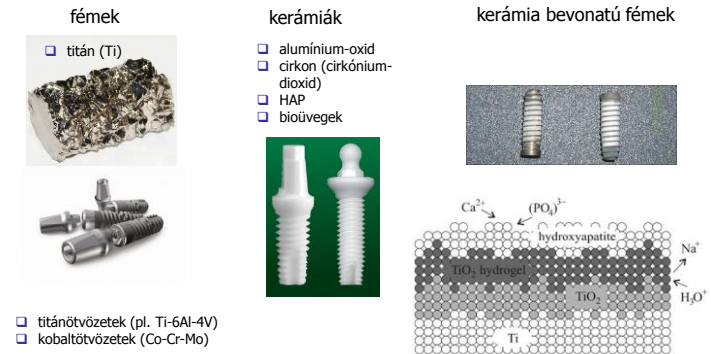 fémek
titán (Ti)
titánötvözetek (pl. Ti-6Al-4V)
kobaltötvözetek (Co-Cr-Mo)
kerámiák
alumínium-oxid
cirkon (cirkónium-
dioxid)
HAP
bioüvegek
kerámia bevonatú fémek
Ca²⁺
(PO₄)³⁻
hydroxyapatite
Na⁺
TiO₂ hydrogel
TiO₂
H₃O⁺
Ti